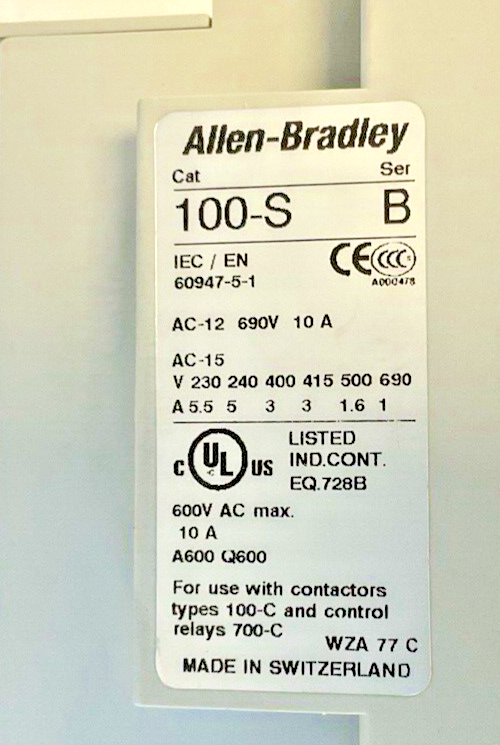 Allen-Bradley
Cat Ser
100-S B
IEC / EN
60947-5-1
CE CCC S
A000478
AC-12 690V 10 A
AC-15
V 230 240 400 415 500 690
A 5.5 5 3 3 1.6 1
C UL US
LISTED
IND.CONT.
EQ.728B
600V AC max.
10 A
A600 Q600
For use with contactors
types 100-C and control
relays 700-C
WZA 77 C
MADE IN SWITZERLAND